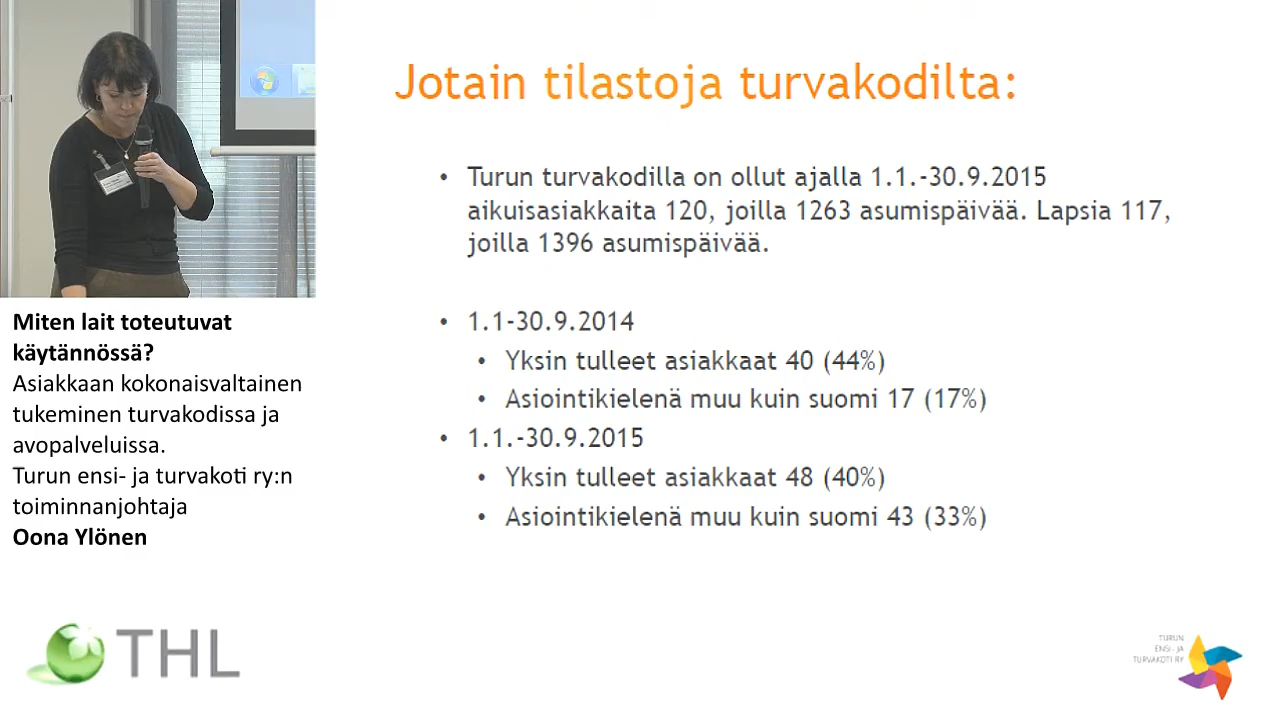 Jotain tilastoja turvakodilta:
• Turun turvakodilla on ollut ajalla 1.1.-30.9.2015
aikuisasiakkaita 120, joilla 1263 asumispäivää. Lapsia 117,
joilla 1396 asumispäivää.
• 1.1-30.9.2014
• Yksin tulleet asiakkaat 40 (44%)
• Asiointikielenä muu kuin suomi 17 (17%)
• 1.1.-30.9.2015
• Yksin tulleet asiakkaat 48 (40%)
• Asiointikielenä muu kuin suomi 43 (33%)
Miten lait toteutuvat
käytännössä?
Asiakkaan kokonaisvaltainen
tukeminen turvakodissa ja
avopalveluissa.
Turun ensi- ja turvakoti ry:n
toiminnanjohtaja
Oona Ylönen
THL
TURUN
ENSI- JA
TURVAKOTI RY